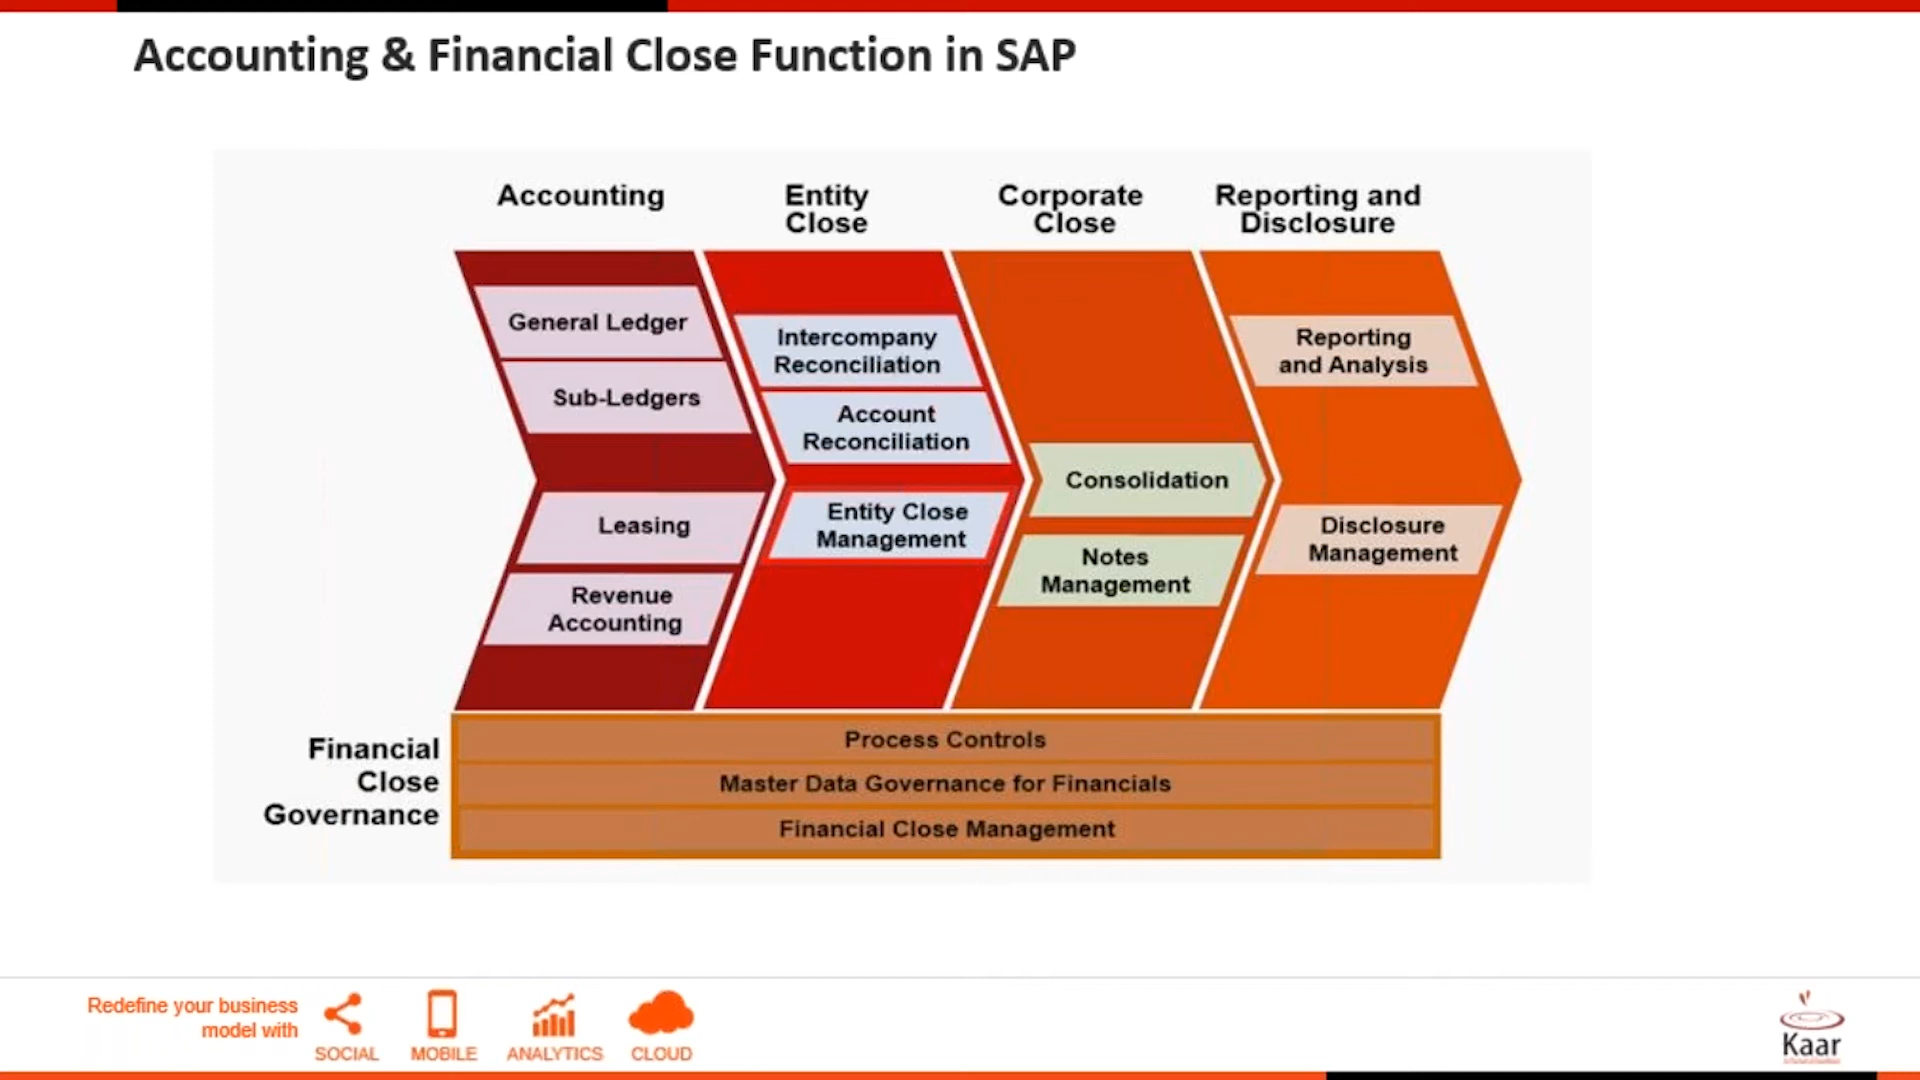 Accounting & Financial Close Function in SAP
Accounting
Entity
Close
Corporate
Close
Reporting and
Disclosure
General Ledger
Sub-Ledgers
Leasing
Revenue
Accounting
Intercompany
Reconciliation
Account
Reconciliation
Entity Close
Management
Consolidation
Notes
Management
Reporting
and Analysis
Disclosure
Management
Financial
Close
Governance
Process Controls
Master Data Governance for Financials
Financial Close Management
Redefine your business
model with
SOCIAL
MOBILE
ANALYTICS
CLOUD
Kaar